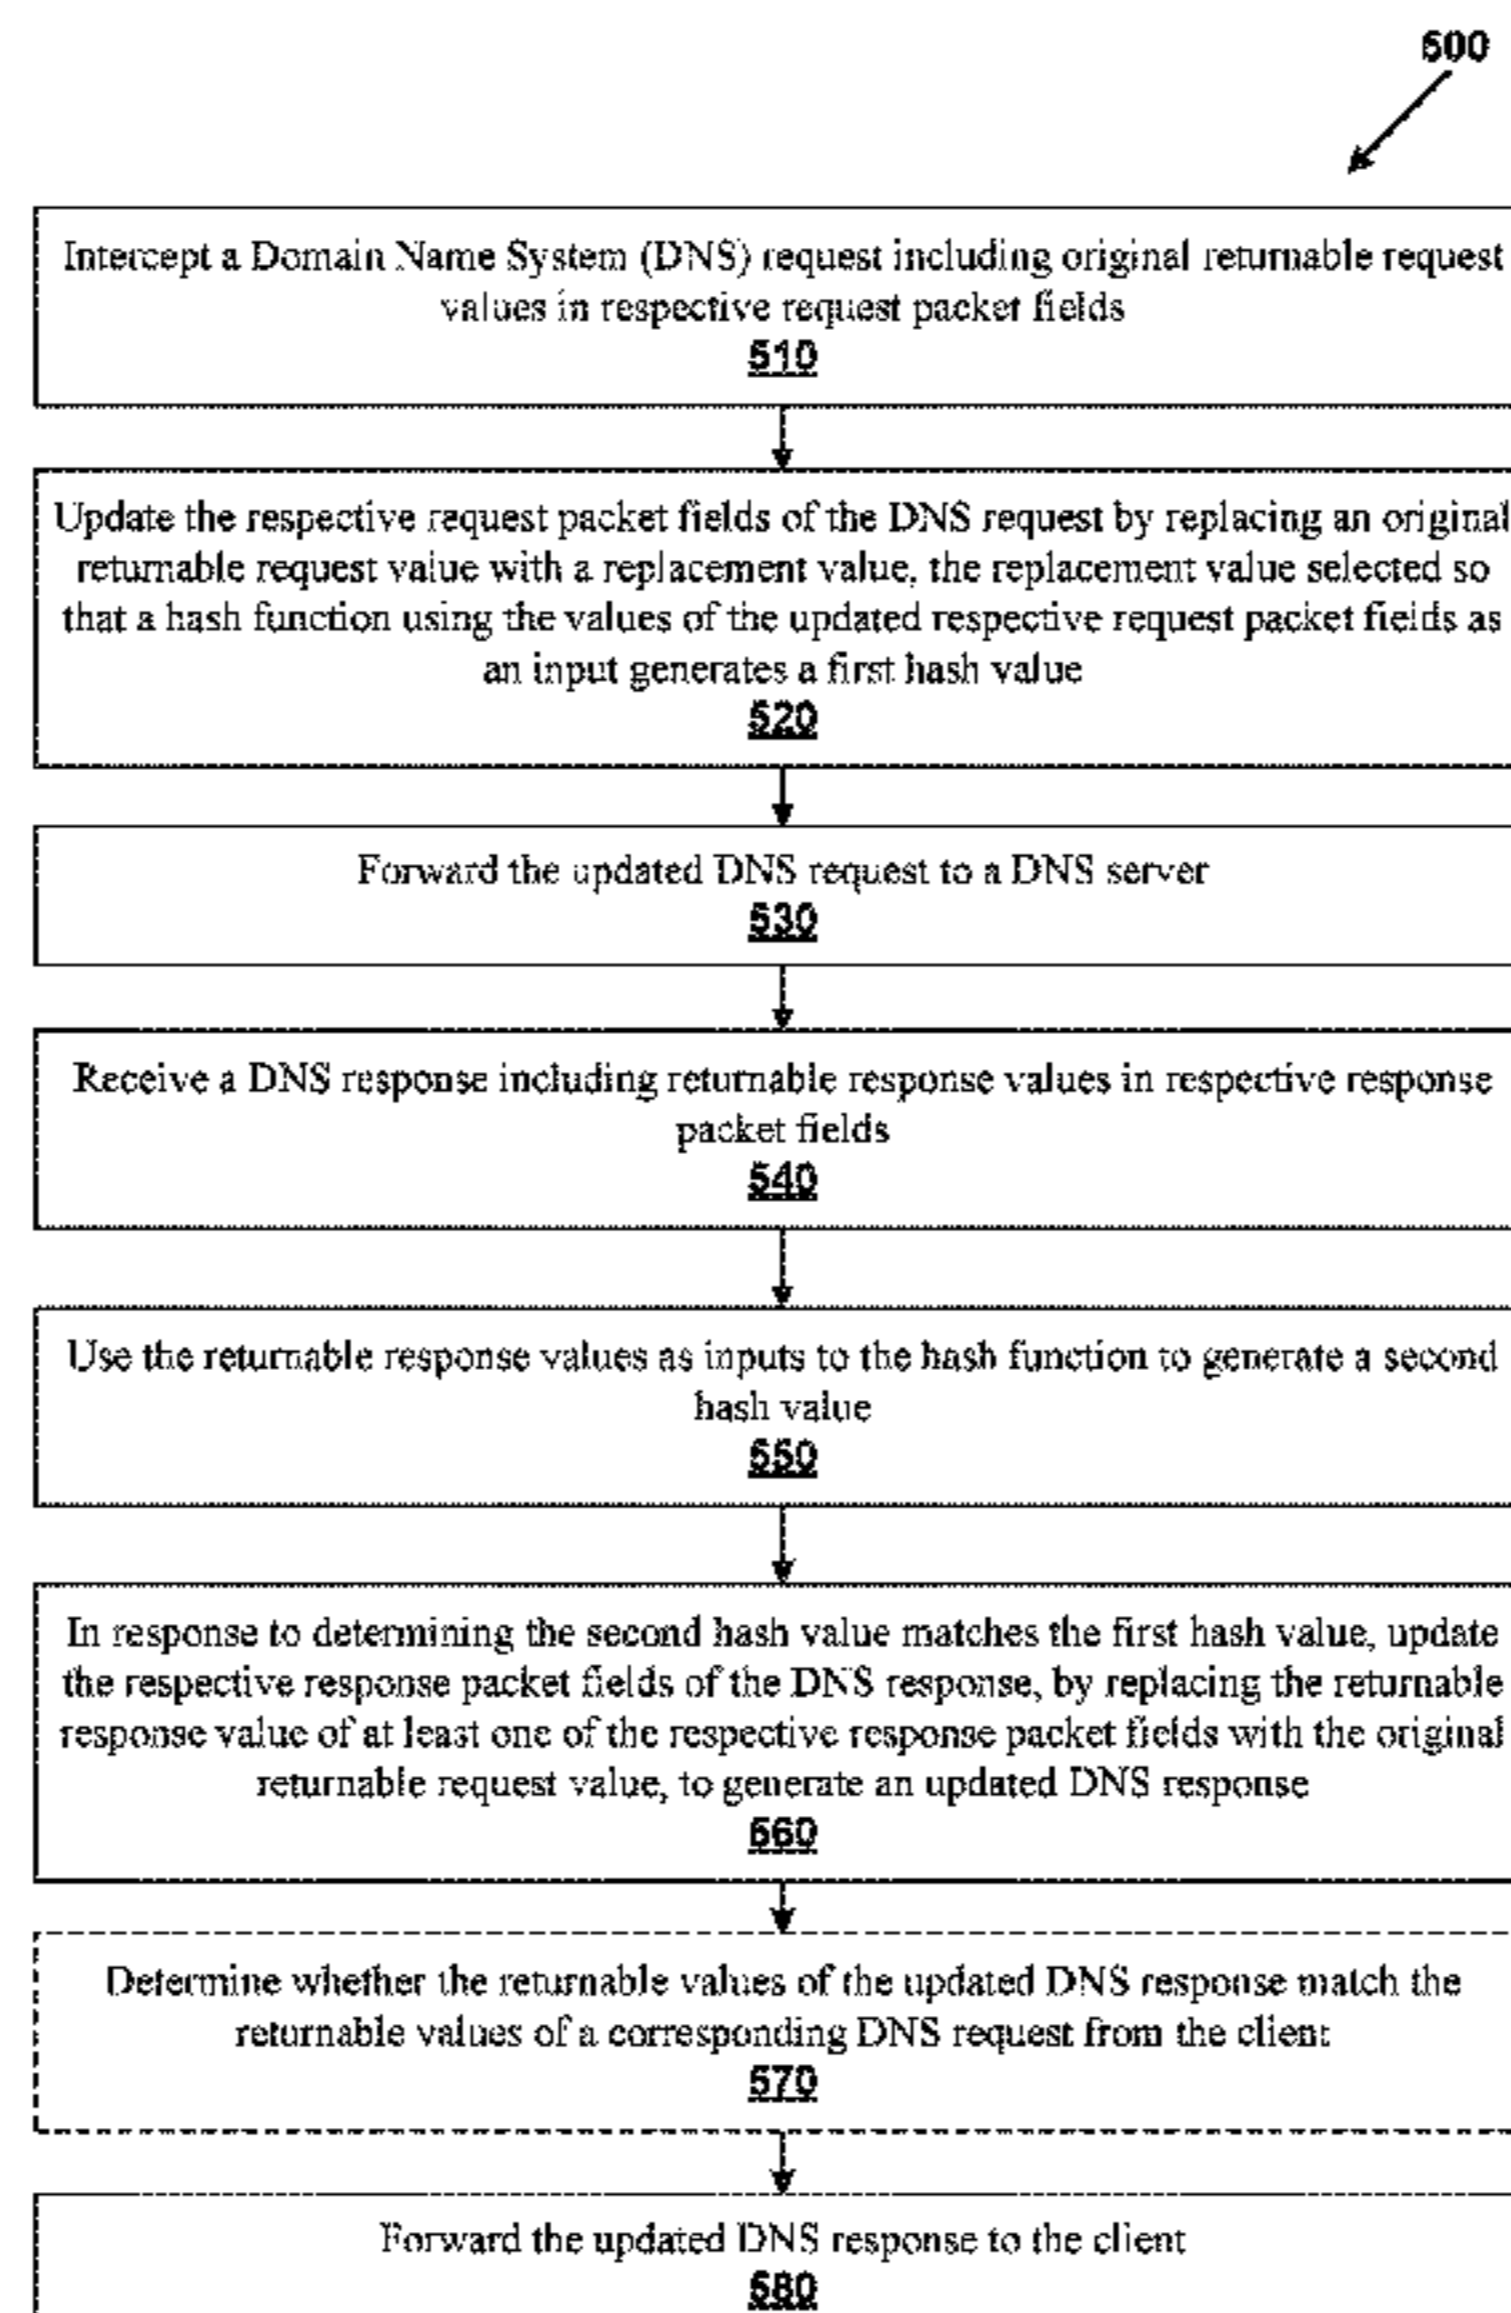 500
Intercept a Domain Name System (DNS) request including original returnable request
values in respective request packet fields
510
Update the respective request packet fields of the DNS request by replacing an original
returnable request value with a replacement value, the replacement value selected so
that a hash function using the values of the updated respective request packet fields as
an input generates a first hash value
520
Forward the updated DNS request to a DNS server
530
Receive a DNS response including returnable response values in respective response
packet fields
540
Use the returnable response values as inputs to the hash function to generate a second
hash value
550
In response to determining the second hash value matches the first hash value, update
the respective response packet fields of the DNS response, by replacing the returnable
response value of at least one of the respective response packet fields with the original
returnable request value, to generate an updated DNS response
560
Determine whether the returnable values of the updated DNS response match the
returnable values of a corresponding DNS request from the client
570
Forward the updated DNS response to the client
580